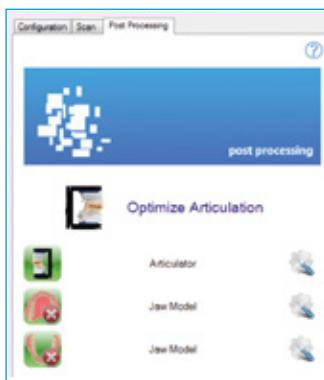 Configuration Scan Post Processing
?
post processing
Optimize Articulation
Articulator
Jaw Model
Jaw Model